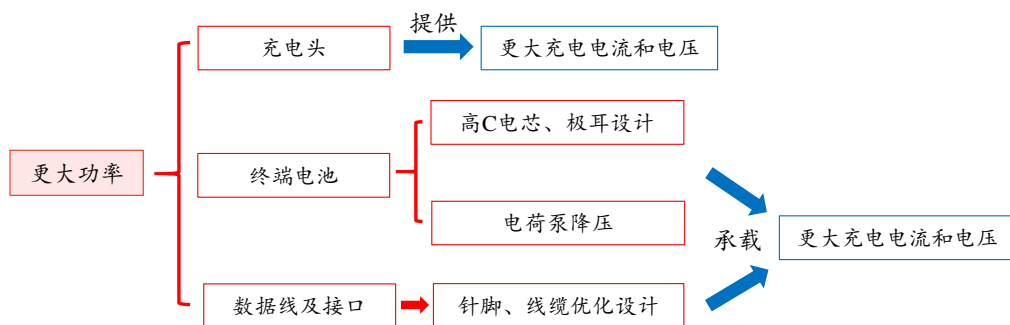 提供
充电头
更大充电电流和电压
高C电芯、极耳设计
更大功率
终端电池
电荷泵降压
承载
更大充电电流和电压
数据线及接口
针脚、线缆优化设计